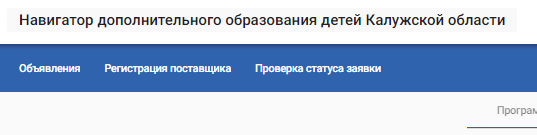 Навигатор дополнительного образования детей Калужской области
Объявления Регистрация поставщика Проверка статуса заявки